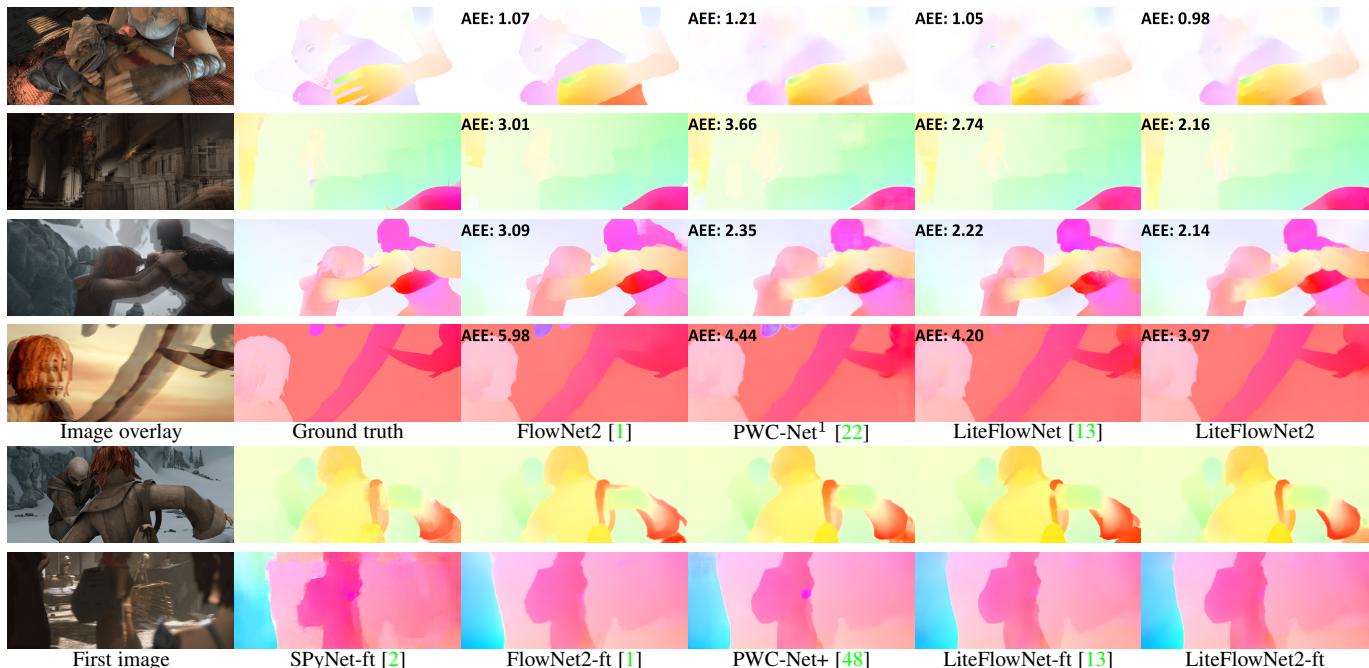 AEE: 1.07 AEE: 1.21 AEE: 1.05 AEE: 0.98
AEE: 3.01 AEE: 3.66 AEE: 2.74 AEE: 2.16
AEE: 3.09 AEE: 2.35 AEE: 2.22 AEE: 2.14
AEE: 5.98 AEE: 4.44 AEE: 4.20 AEE: 3.97
Image overlay Ground truth FlowNet2 [1] PWC-Net¹ [22] LiteFlowNet [13] LiteFlowNet2
First image SPyNet-ft [2] FlowNet2-ft [1] PWC-Net+ [48] LiteFlowNet-ft [13] LiteFlowNet2-ft